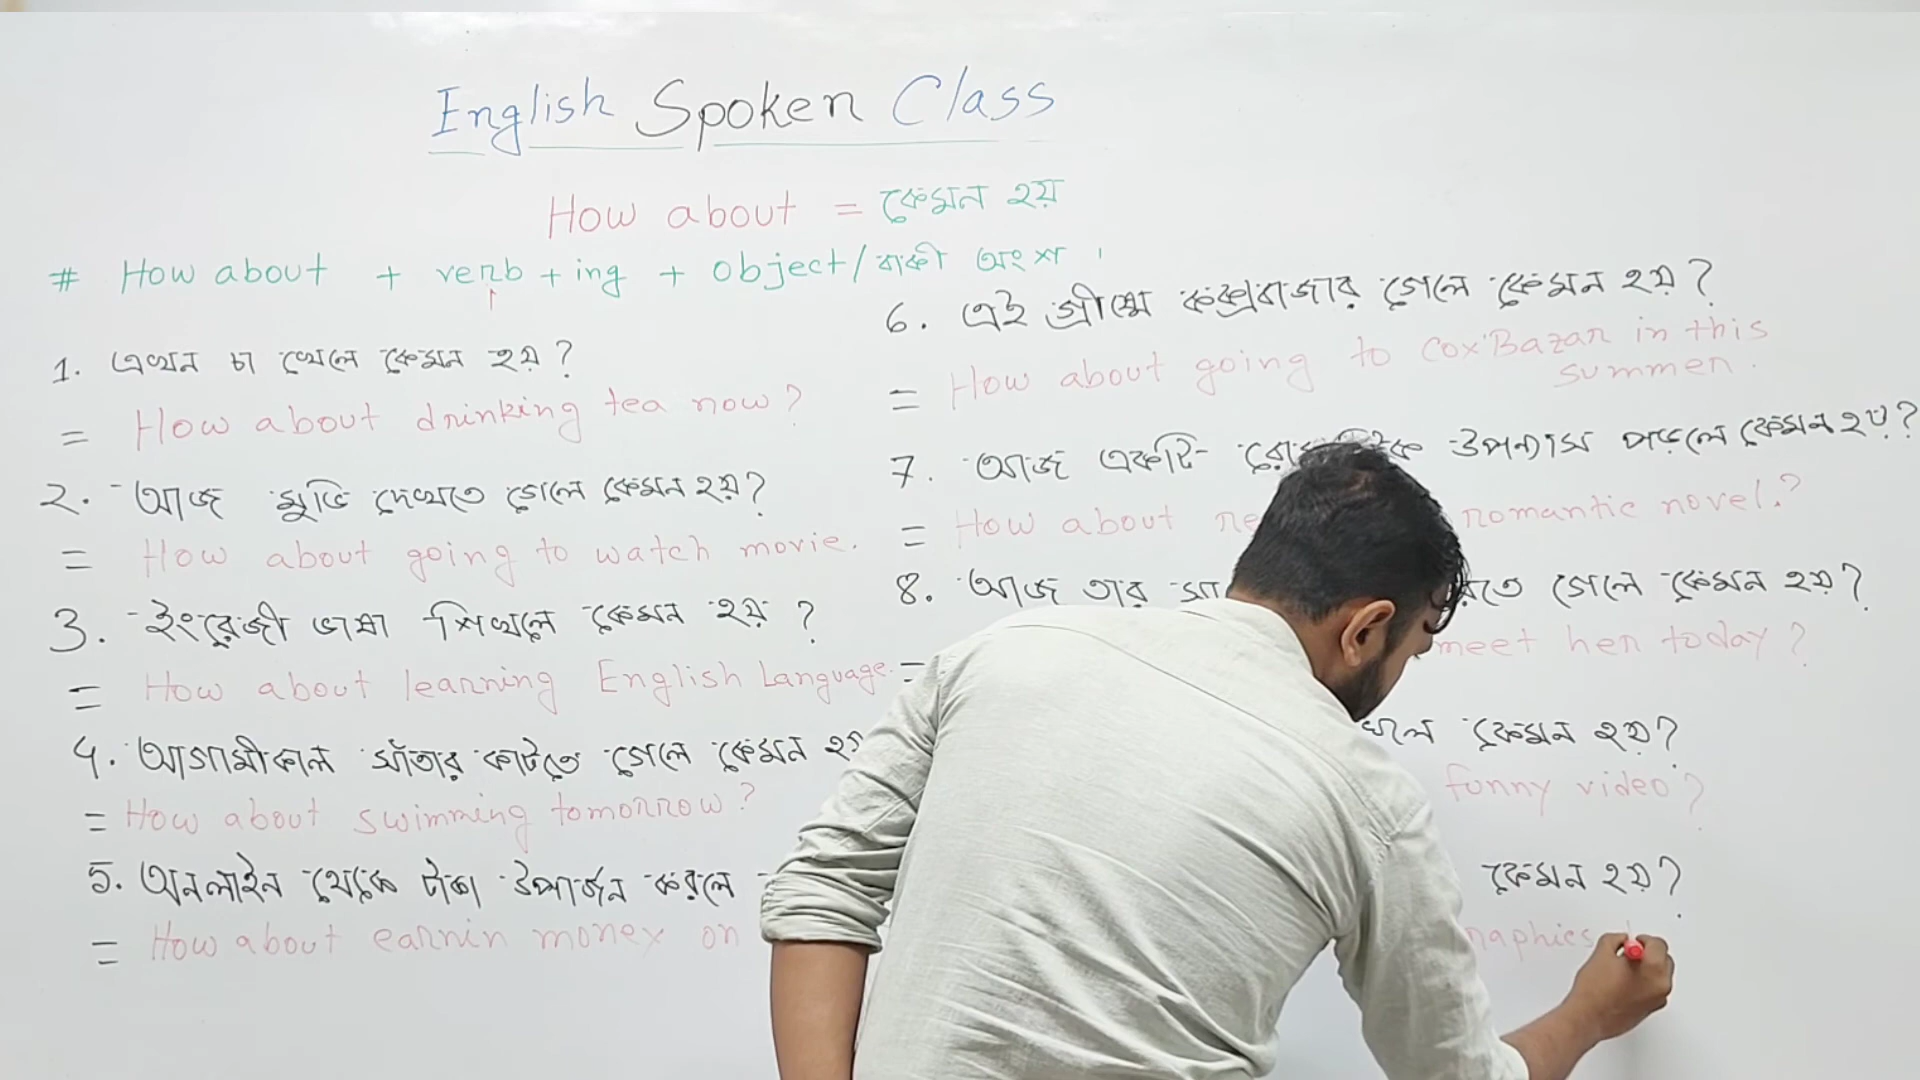 English Spoken Class
How about = কেমন হয়
# How about + verb + ing + object/বাকী অংশ ।
1. এখন চা খেলে কেমন হয়?
= How about drinking tea now?
2. আজ মুভি দেখতে গেলে কেমন হয়?
= How about going to watch movie.
3. ইংরেজী ভাষা শিখলে কেমন হয়?
= How about learning English Language.
4. আগামীকাল সাঁতার কাটতে গেলে কেমন
= How about swimming tomorrow?
5. অনলাইন থেকে টাকা উপার্জন করলে
= How about earnin money on
6. এই গ্রীষ্মে কক্সবাজার গেলে কেমন হয়?
= How about going to Cox'Bazar in this
summer.
7. আজ একটি উপন্যাস পড়লে কেমন হয়?
= How about romantic novel.?
8. আজ তার গেলে কেমন হয়?
= meet her today?
কেমন হয়?
funny video?
কেমন হয়?